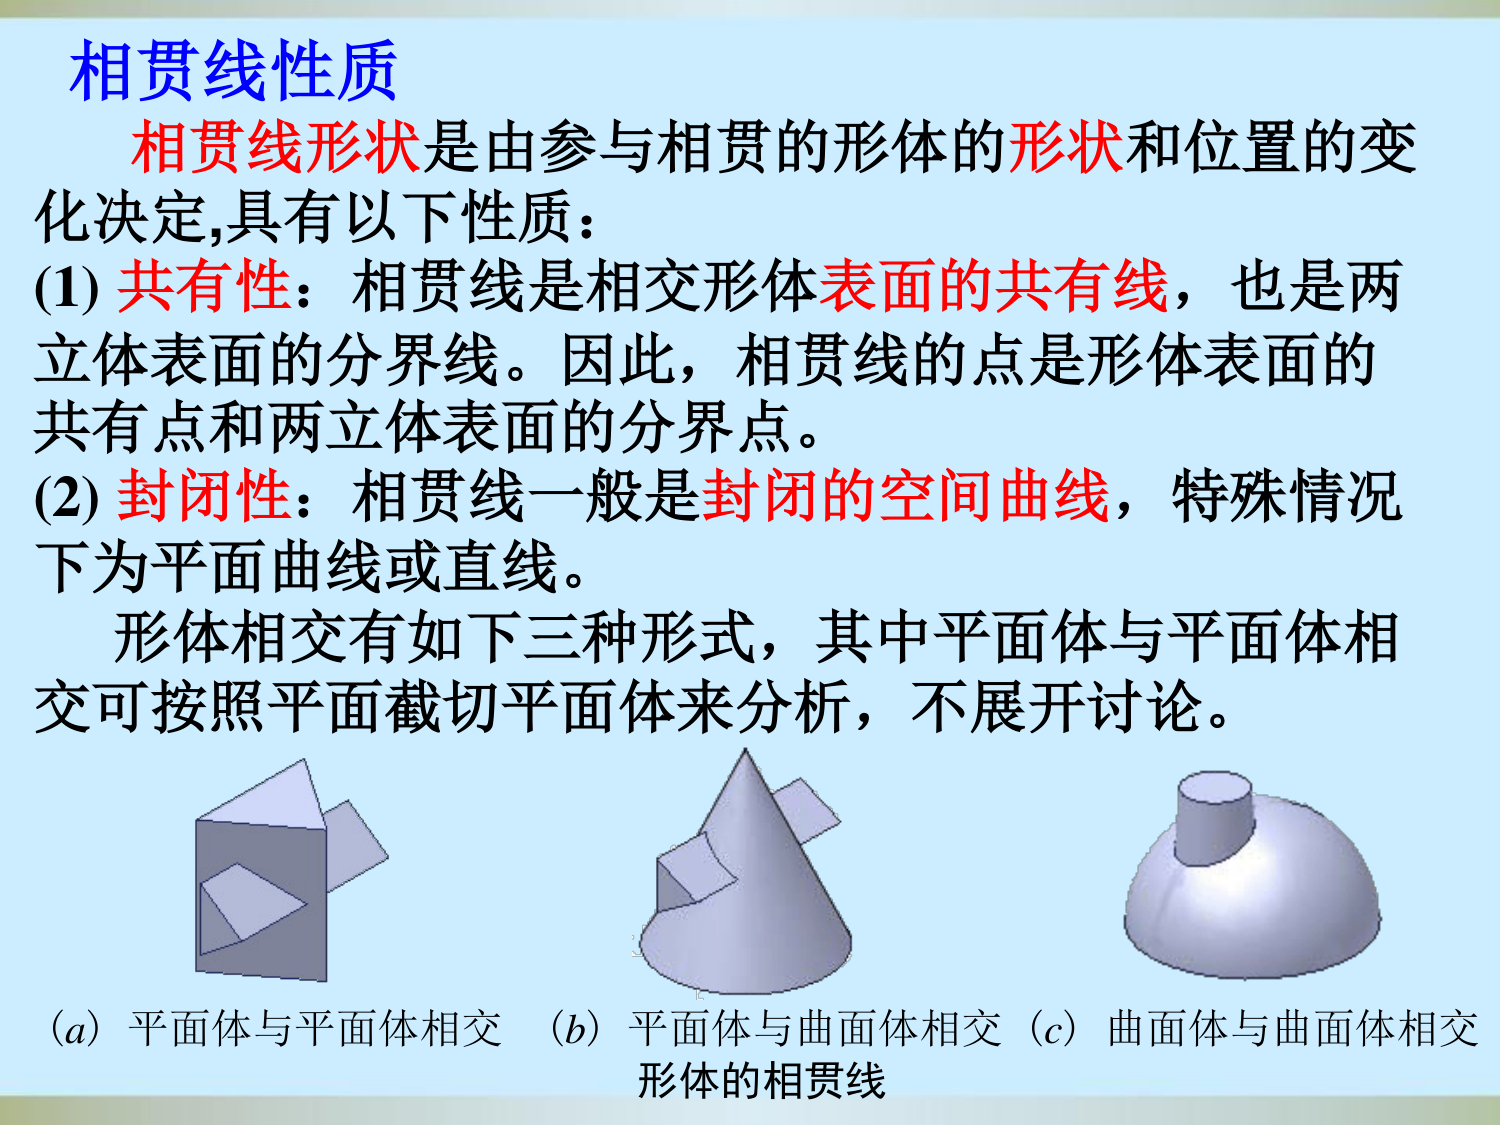 相贯线性质
相贯线形状是由参与相贯的形体的形状和位置的变
化决定,具有以下性质：
(1) 共有性：相贯线是相交形体表面的共有线，也是两
立体表面的分界线。因此，相贯线的点是形体表面的
共有点和两立体表面的分界点。
(2) 封闭性：相贯线一般是封闭的空间曲线，特殊情况
下为平面曲线或直线。
形体相交有如下三种形式，其中平面体与平面体相
交可按照平面截切平面体来分析，不展开讨论。
（a）平面体与平面体相交 （b）平面体与曲面体相交（c）曲面体与曲面体相交
形体的相贯线